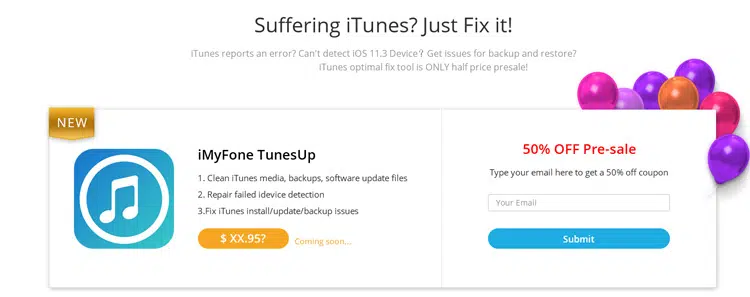 Suffering iTunes? Just Fix it!
iTunes reports an error? Can't detect iOS 11.3 Device? Get issues for backup and restore?
iTunes optimal fix tool is ONLY half price presale!
NEW
iMyFone TunesUp
1. Clean iTunes media, backups, software update files
2. Repair failed idevice detection
3.Fix iTunes install/update/backup issues
$ XX.95?
Coming soon...
50% OFF Pre-sale
Type your email here to get a 50% off coupon
Your Email
Submit